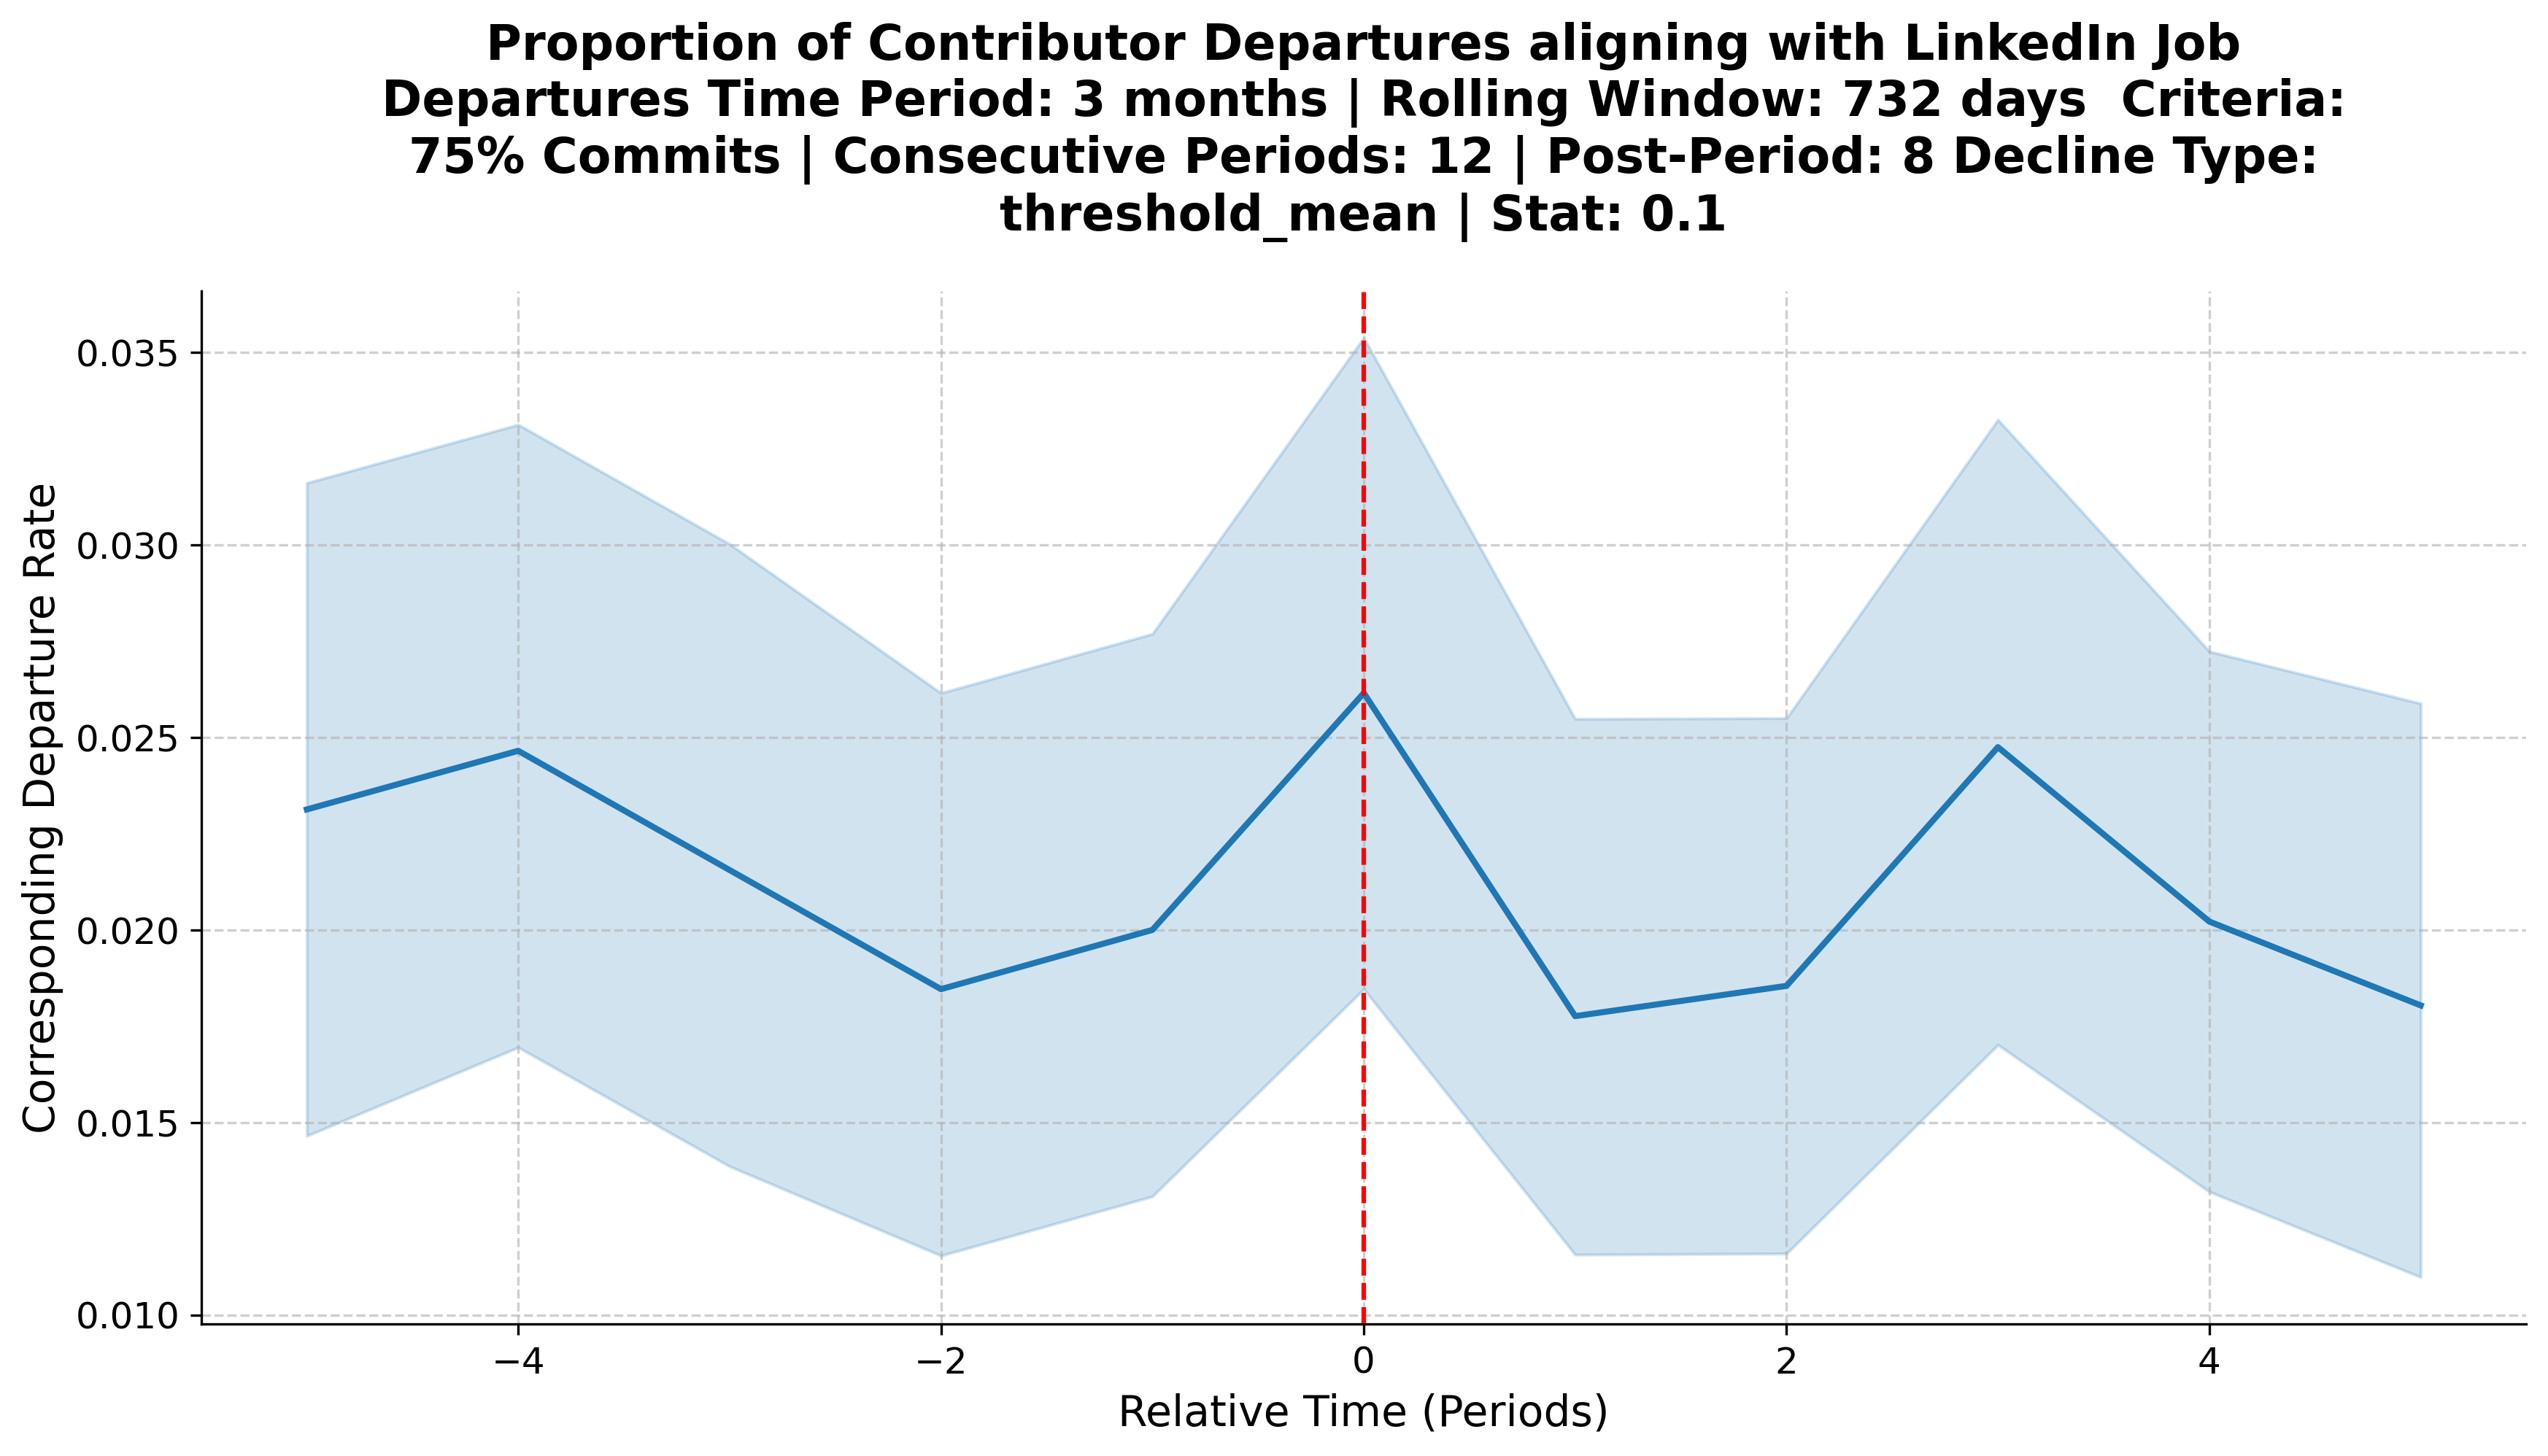 Proportion of Contributor Departures aligning with LinkedIn Job
Departures Time Period: 3 months | Rolling Window: 732 days  Criteria:
75% Commits | Consecutive Periods: 12 | Post-Period: 8 Decline Type:
threshold_mean | Stat: 0.1
Corresponding Departure Rate
0.035
0.030
0.025
0.020
0.015
0.010
−4
−2
0
2
4
Relative Time (Periods)